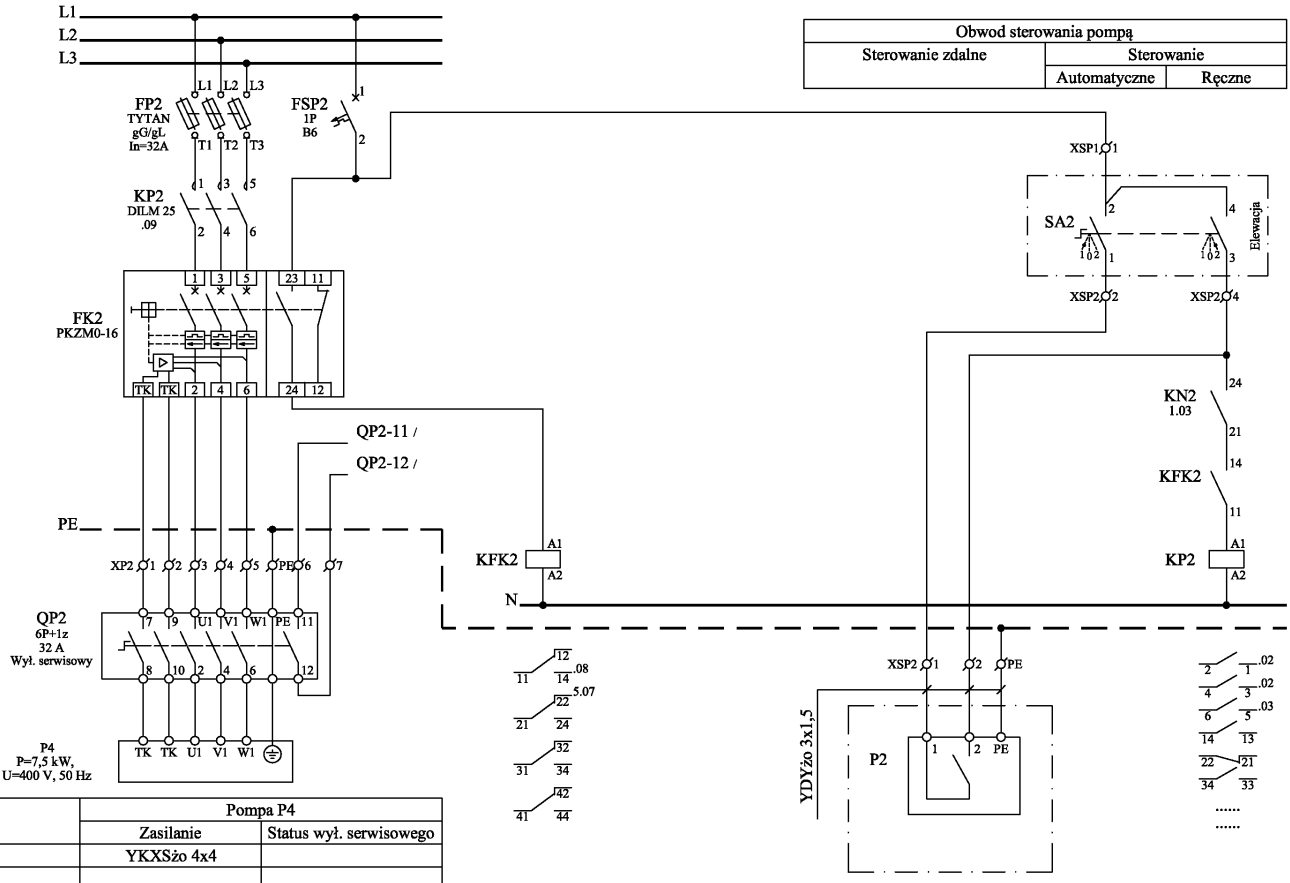 L1
L2
L3
Obwod sterowania pompą
Sterowanie zdalne
Sterowanie
Automatyczne
Ręczne
L1 L2 L3
FP2
TYTAN
gG/gL
In=32A
T1 T2 T3
FSP2
1P
B6
1
2
XSP1 1
KP2
DILM 25
.09
1 3 5
2 4 6
SA2
2
4
1 0 2
1 0 2
1
3
Elewacja
XSP2 2
XSP2 4
FK2
PKZM0-16
1 3 5 23 11
TK TK 2 4 6 24 12
KN2
1.03
24
21
KFK2
14
11
QP2-11 /
QP2-12 /
PE
KFK2
A1
A2
KP2
A1
A2
N
XP2 1 2 3 4 5 PE 6 7
QP2
6P+1z
32 A
Wył. serwisowy
7 9 U1 V1 W1 PE 11
8 10 2 4 6 12
P4
P=7,5 kW,
U=400 V, 50 Hz
TK TK U1 V1 W1
12
11 14 .08
5.07
22
21 24
32
31 34
42
41 44
XSP2 1 2 PE
YDYżo 3x1,5
P2
1 2 PE
2 1 .02
4 3 .02
6 5 .03
14 13
22 21
34 33
......
......
Pompa P4
Zasilanie
Status wył. serwisowego
YKXSżo 4x4